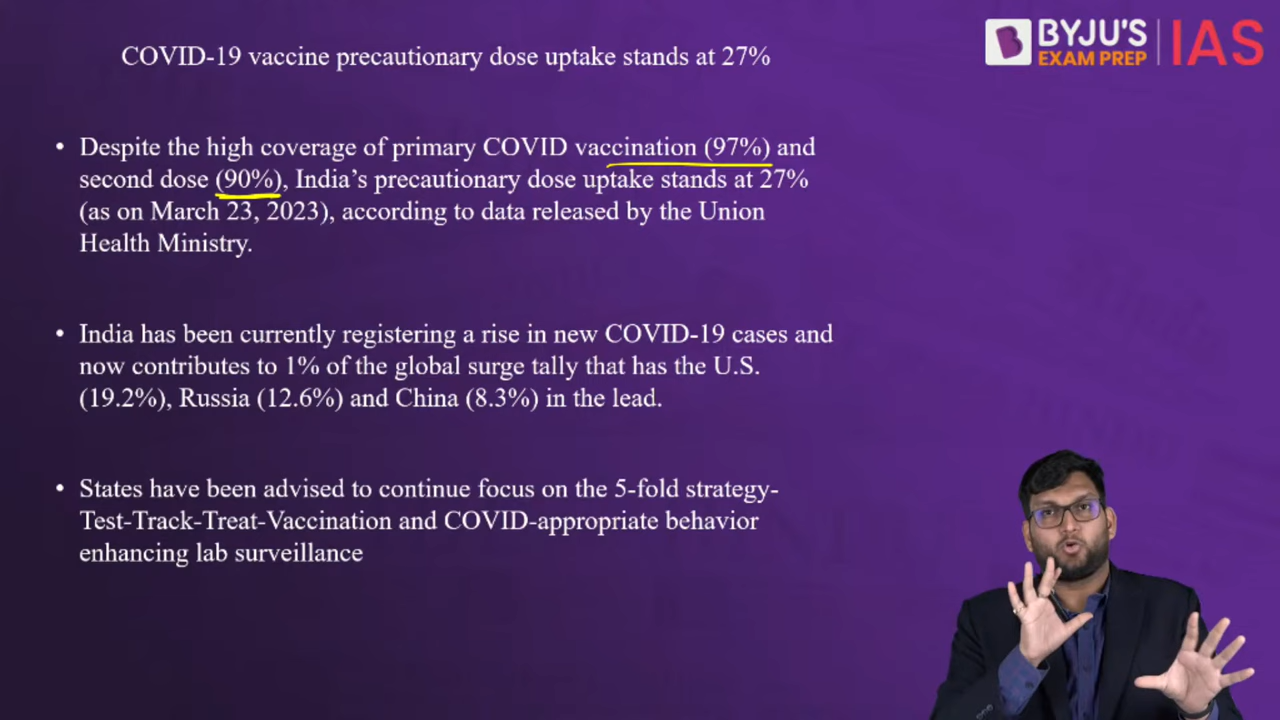 COVID-19 vaccine precautionary dose uptake stands at 27%
BYJU'S
EXAM PREP
IAS
• Despite the high coverage of primary COVID vaccination (97%) and
second dose (90%), India's precautionary dose uptake stands at 27%
(as on March 23, 2023), according to data released by the Union
Health Ministry.
• India has been currently registering a rise in new COVID-19 cases and
now contributes to 1% of the global surge tally that has the U.S.
(19.2%), Russia (12.6%) and China (8.3%) in the lead.
• States have been advised to continue focus on the 5-fold strategy-
Test-Track-Treat-Vaccination and COVID-appropriate behavior
enhancing lab surveillance